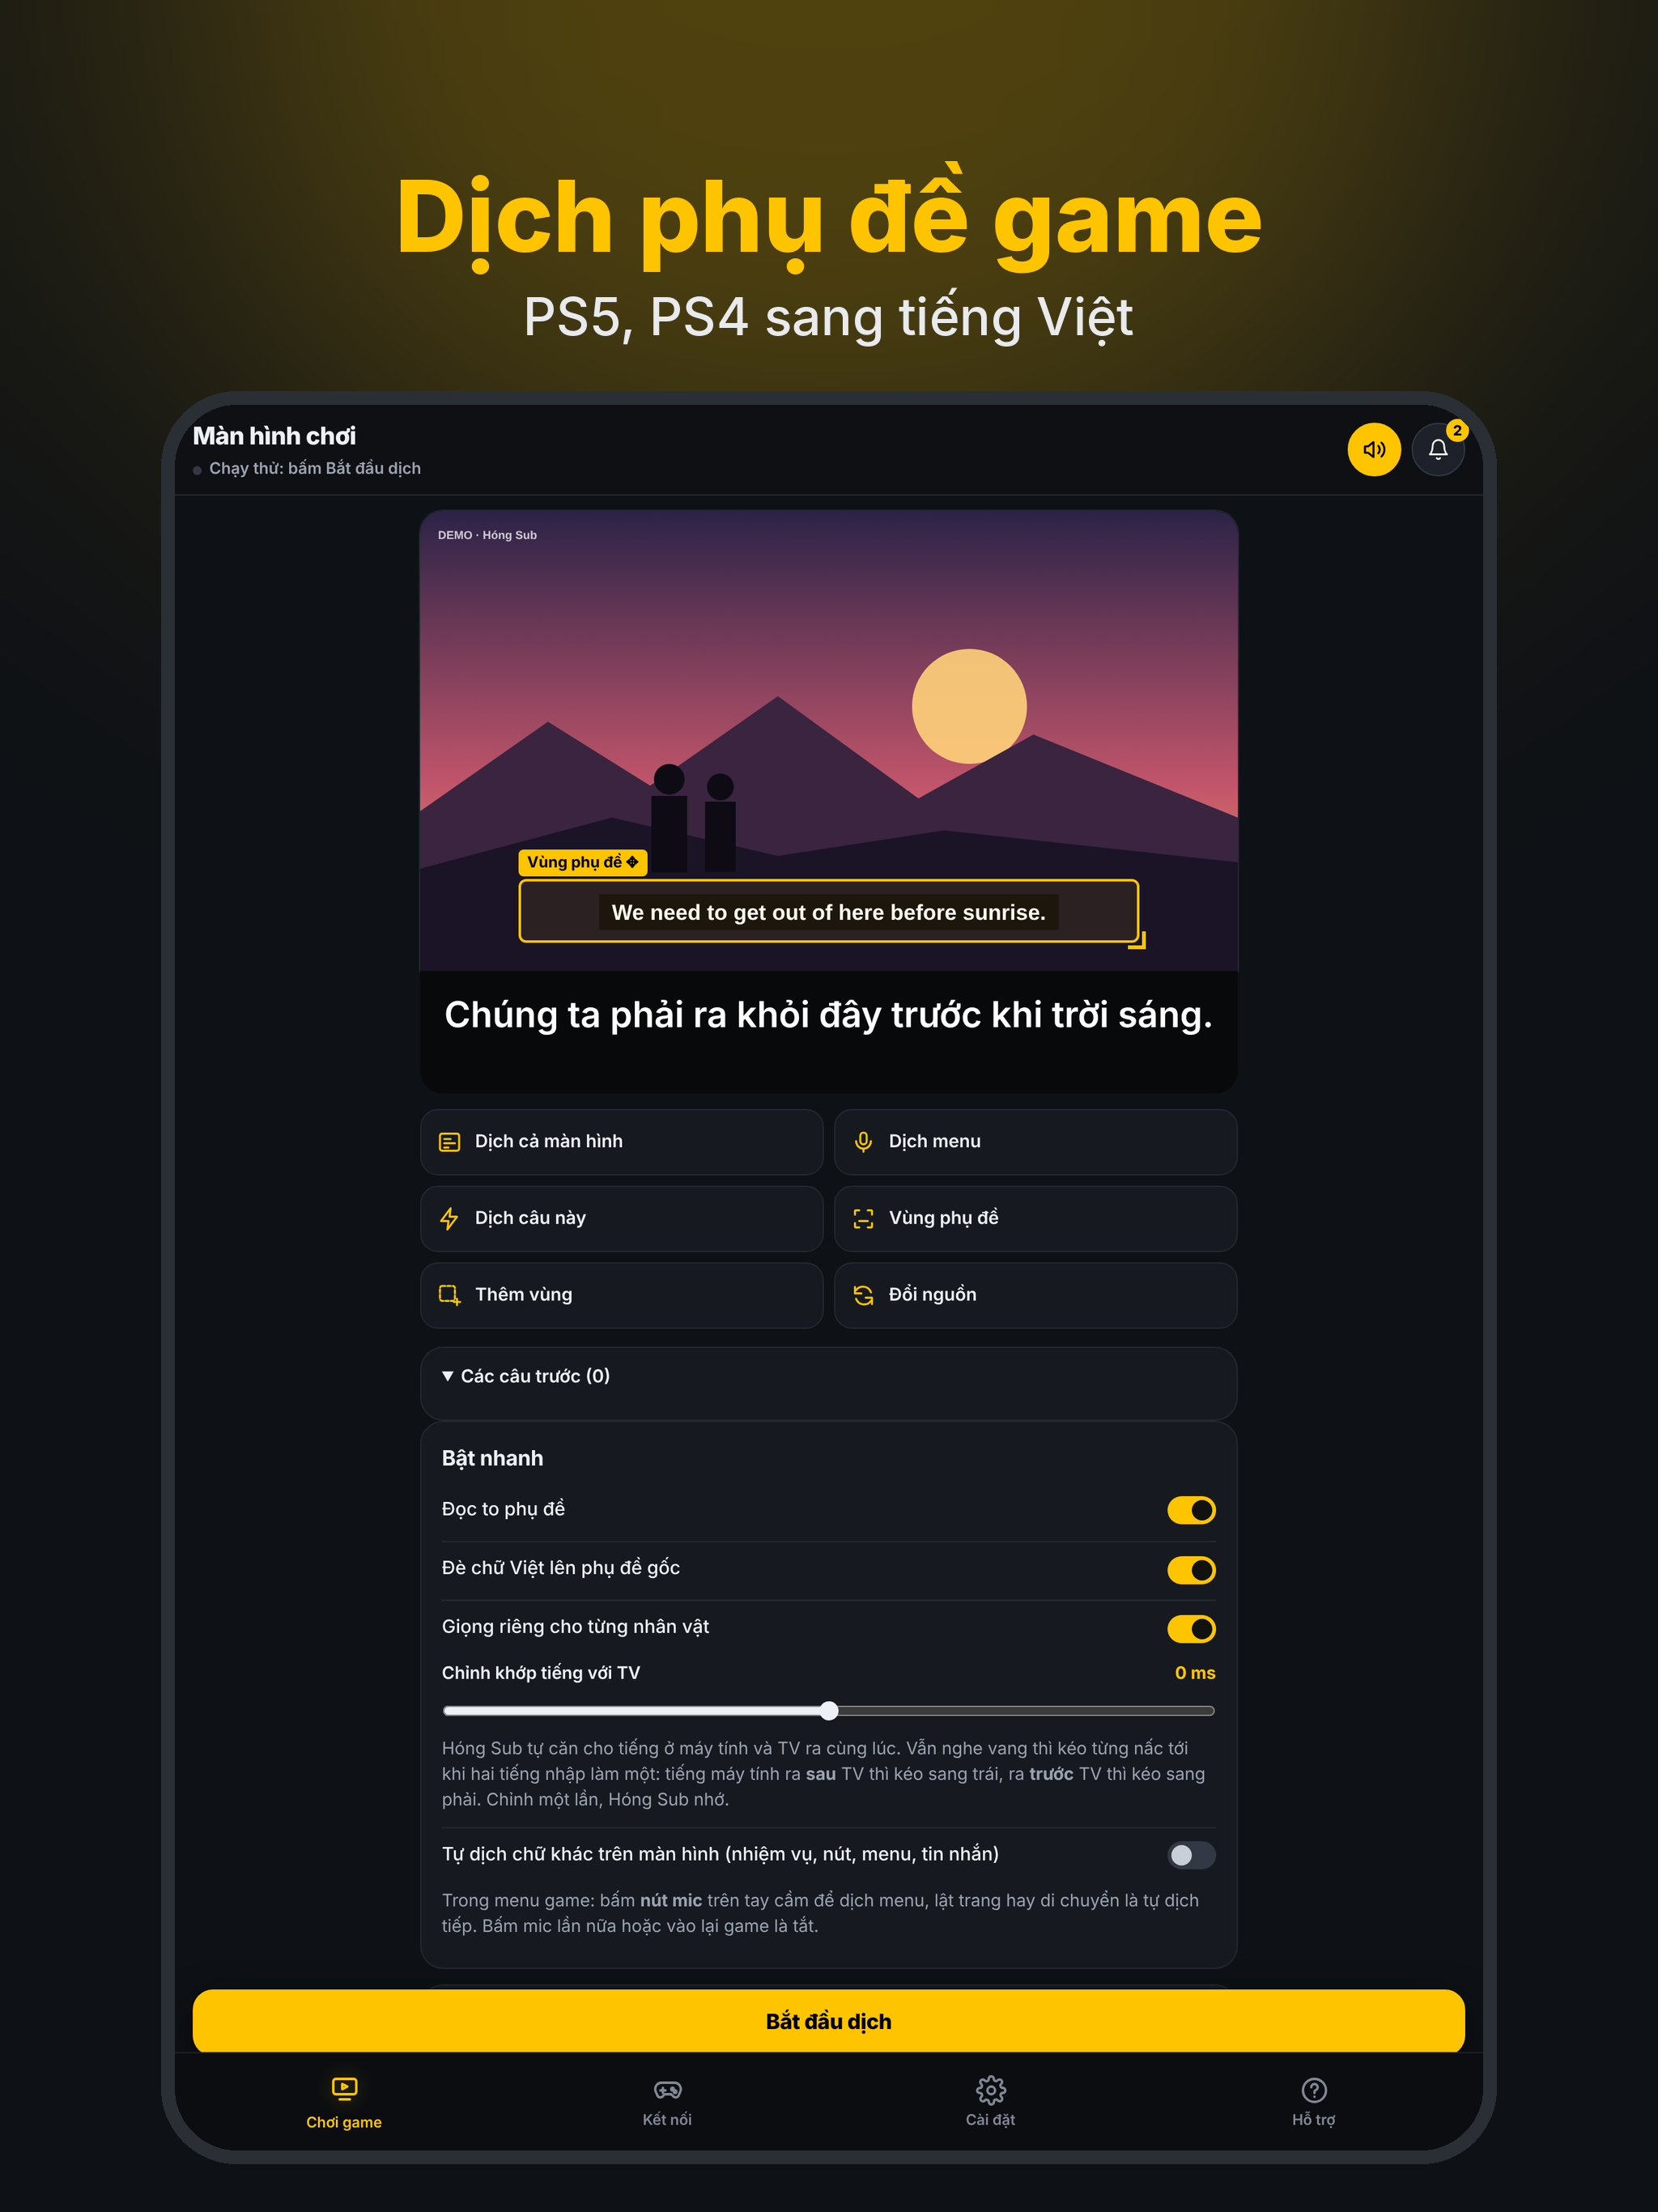 Dịch phụ đề game
PS5, PS4 sang tiếng Việt
Màn hình chơi
Chạy thử: bấm Bắt đầu dịch
2
DEMO · Hóng Sub
Vùng phụ đề
We need to get out of here before sunrise.
Chúng ta phải ra khỏi đây trước khi trời sáng.
Dịch cả màn hình
Dịch menu
Dịch câu này
Vùng phụ đề
Thêm vùng
Đổi nguồn
Các câu trước (0)
Bật nhanh
Đọc to phụ đề
Đè chữ Việt lên phụ đề gốc
Giọng riêng cho từng nhân vật
Chỉnh khớp tiếng với TV
0 ms
Hóng Sub tự căn cho tiếng ở máy tính và TV ra cùng lúc. Vẫn nghe vang thì kéo từng nấc tới
khi hai tiếng nhập làm một: tiếng máy tính ra sau TV thì kéo sang trái, ra trước TV thì kéo sang
phải. Chỉnh một lần, Hóng Sub nhớ.
Tự dịch chữ khác trên màn hình (nhiệm vụ, nút, menu, tin nhắn)
Trong menu game: bấm nút mic trên tay cầm để dịch menu, lật trang hay di chuyển là tự dịch
tiếp. Bấm mic lần nữa hoặc vào lại game là tắt.
Bắt đầu dịch
Chơi game
Kết nối
Cài đặt
Hỗ trợ